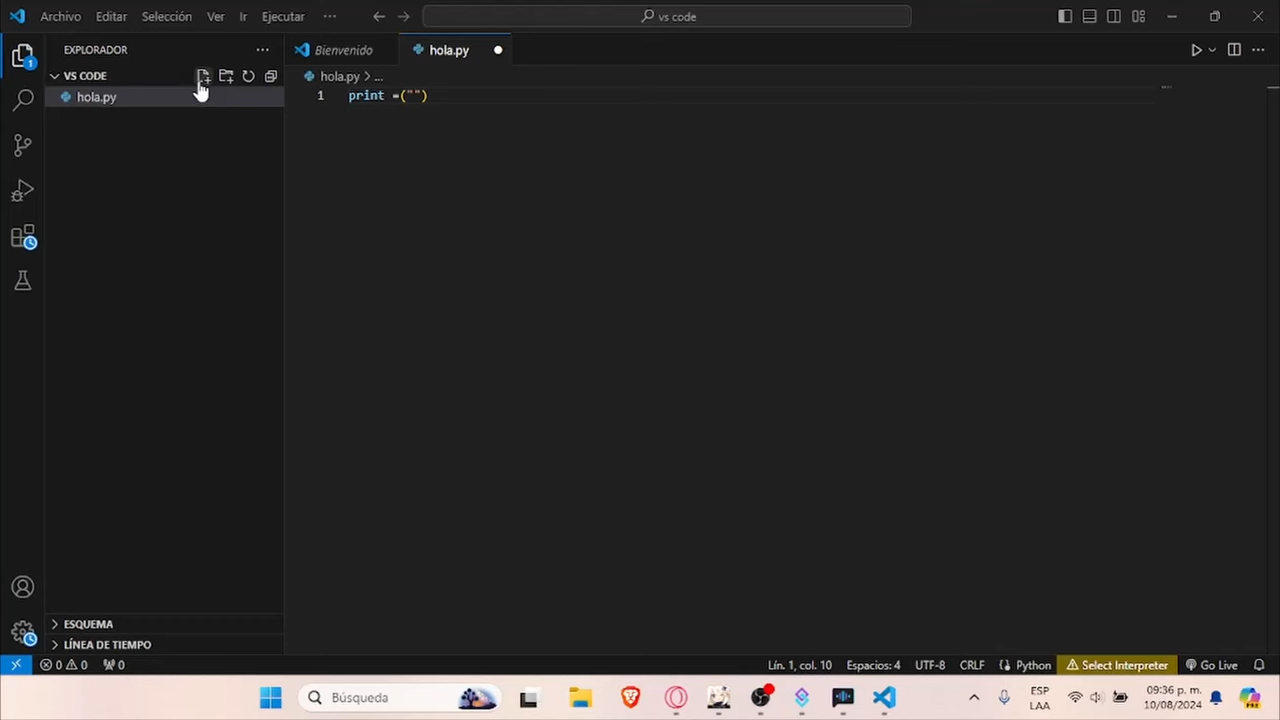 Archivo Editar Selección Ver Ir Ejecutar ··· vs code
EXPLORADOR ···
Bienvenido hola.py
VS CODE
hola.py > ...
hola.py
1 print =("")
1
ESQUEMA
LÍNEA DE TIEMPO
0 0 0 Lín. 1, col. 10 Espacios: 4 UTF-8 CRLF Python Select Interpreter Go Live
Búsqueda
PRE
ESP
LAA
09:36 p. m.
10/08/2024